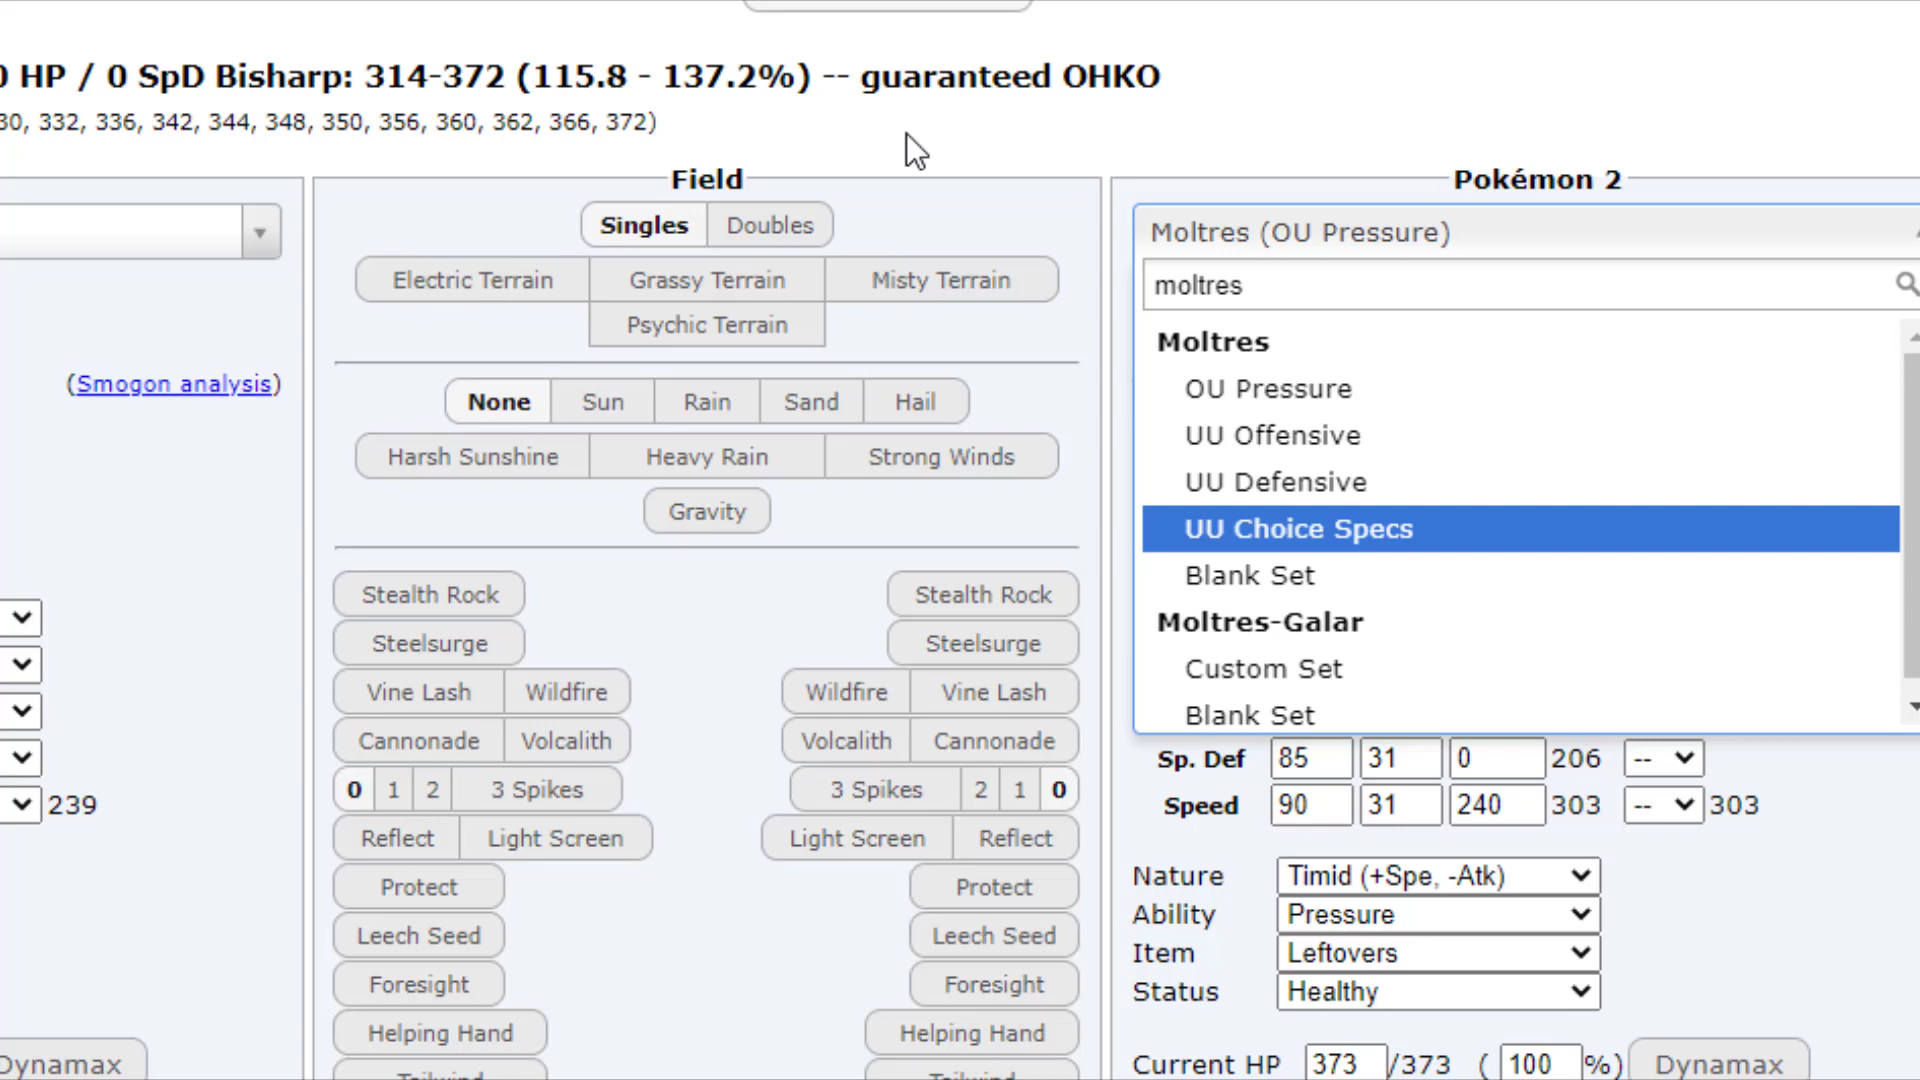 0 HP / 0 SpD Bisharp: 314-372 (115.8 - 137.2%) -- guaranteed OHKO
30, 332, 336, 342, 344, 348, 350, 356, 360, 362, 366, 372)
Field
Pokémon 2
Singles Doubles
Moltres (OU Pressure)
Electric Terrain Grassy Terrain Misty Terrain
moltres
Psychic Terrain
Moltres
(Smogon analysis)
OU Pressure
None Sun Rain Sand Hail
UU Offensive
Harsh Sunshine Heavy Rain Strong Winds
UU Defensive
Gravity
UU Choice Specs
Blank Set
Stealth Rock Stealth Rock
Moltres-Galar
Steelsurge Steelsurge
Custom Set
Vine Lash Wildfire Wildfire Vine Lash
Blank Set
Cannonade Volcalith Volcalith Cannonade
Sp. Def 85 31 0 206 --
0 1 2 3 Spikes 3 Spikes 2 1 0
239
Speed 90 31 240 303 -- 303
Reflect Light Screen Light Screen Reflect
Nature Timid (+Spe, -Atk)
Protect Protect
Ability Pressure
Leech Seed Leech Seed
Item Leftovers
Foresight Foresight
Status Healthy
Helping Hand Helping Hand
Dynamax
Current HP 373 /373 ( 100 %) Dynamax
Tailwind Tailwind